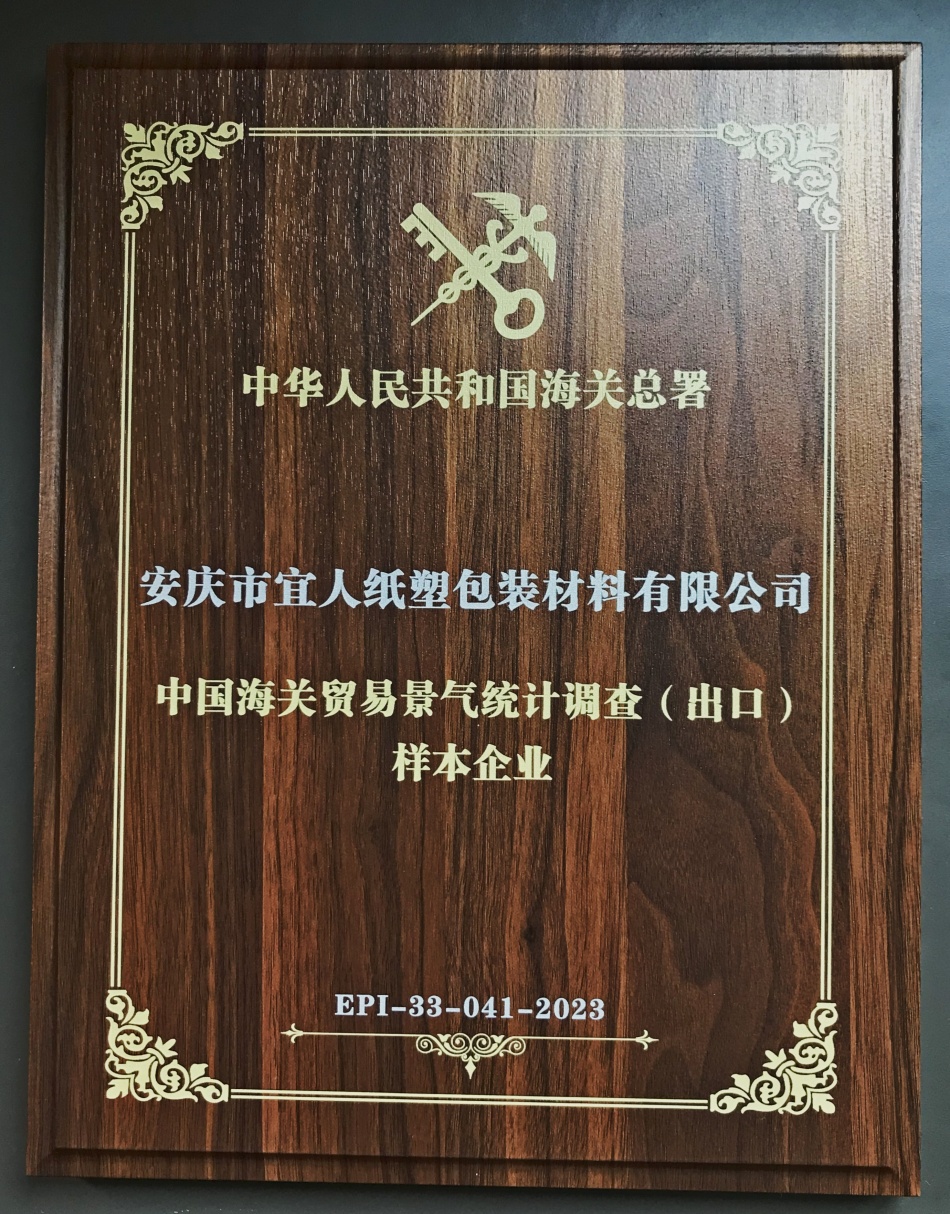 中华人民共和国海关总署
安庆市宜人纸塑包装材料有限公司
中国海关贸易景气统计调查（出口）
样本企业
EPI-33-041-2023